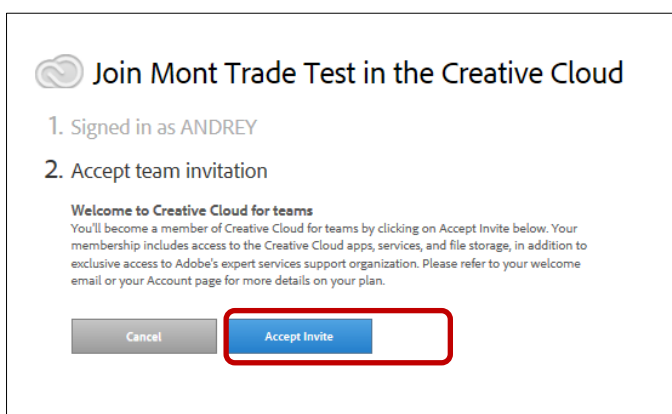 Join Mont Trade Test in the Creative Cloud
1. Signed in as ANDREY
2. Accept team invitation
Welcome to Creative Cloud for teams
You'll become a member of Creative Cloud for teams by clicking on Accept Invite below. Your
membership includes access to the Creative Cloud apps, services, and file storage, in addition to
exclusive access to Adobe's expert services support organization. Please refer to your welcome
email or your Account page for more details on your plan.
Cancel
Accept Invite